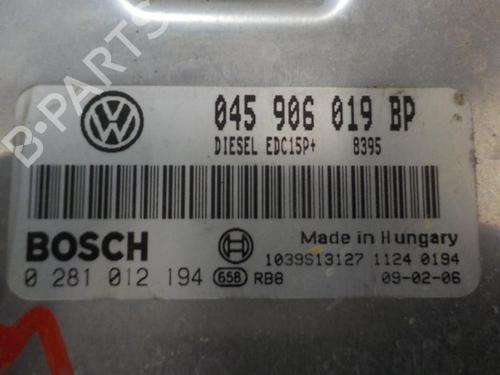 B-PARTS
045 906 019 BP
DIESEL EDC15P+ 8395
BOSCH
Made in Hungary
1039S13127 1124 0194
0 281 012 194 65B RB8
09-02-06